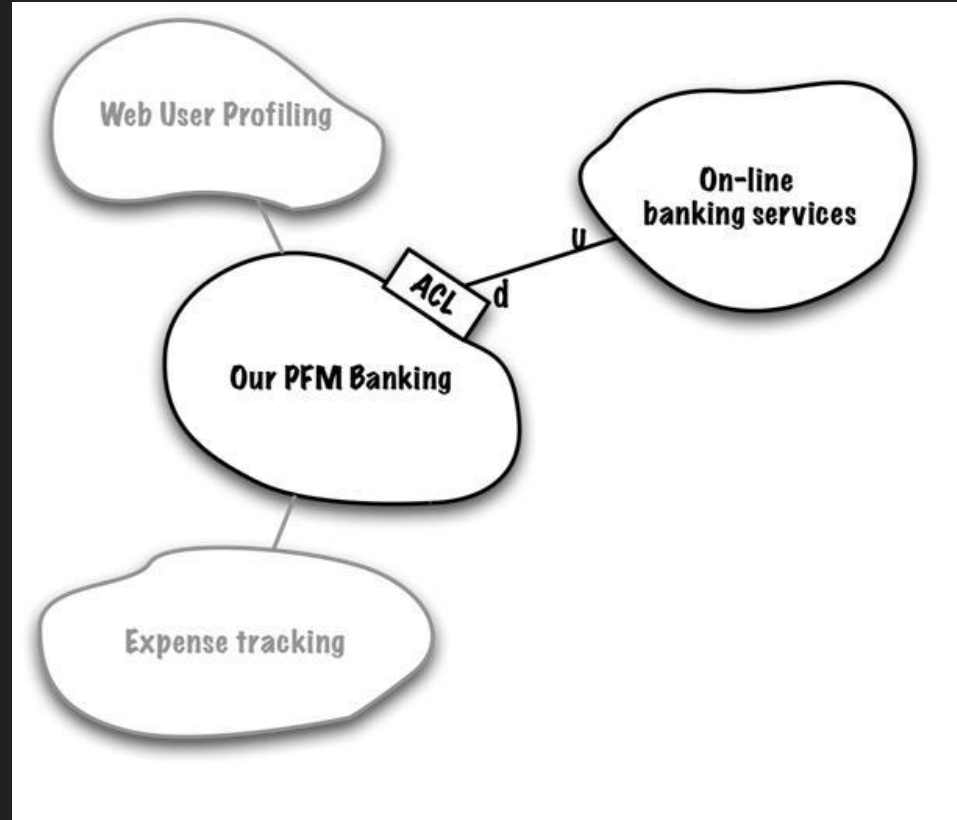 Web User Profiling
On-line
banking services
u
ACL
d
Our PFM Banking
Expense tracking